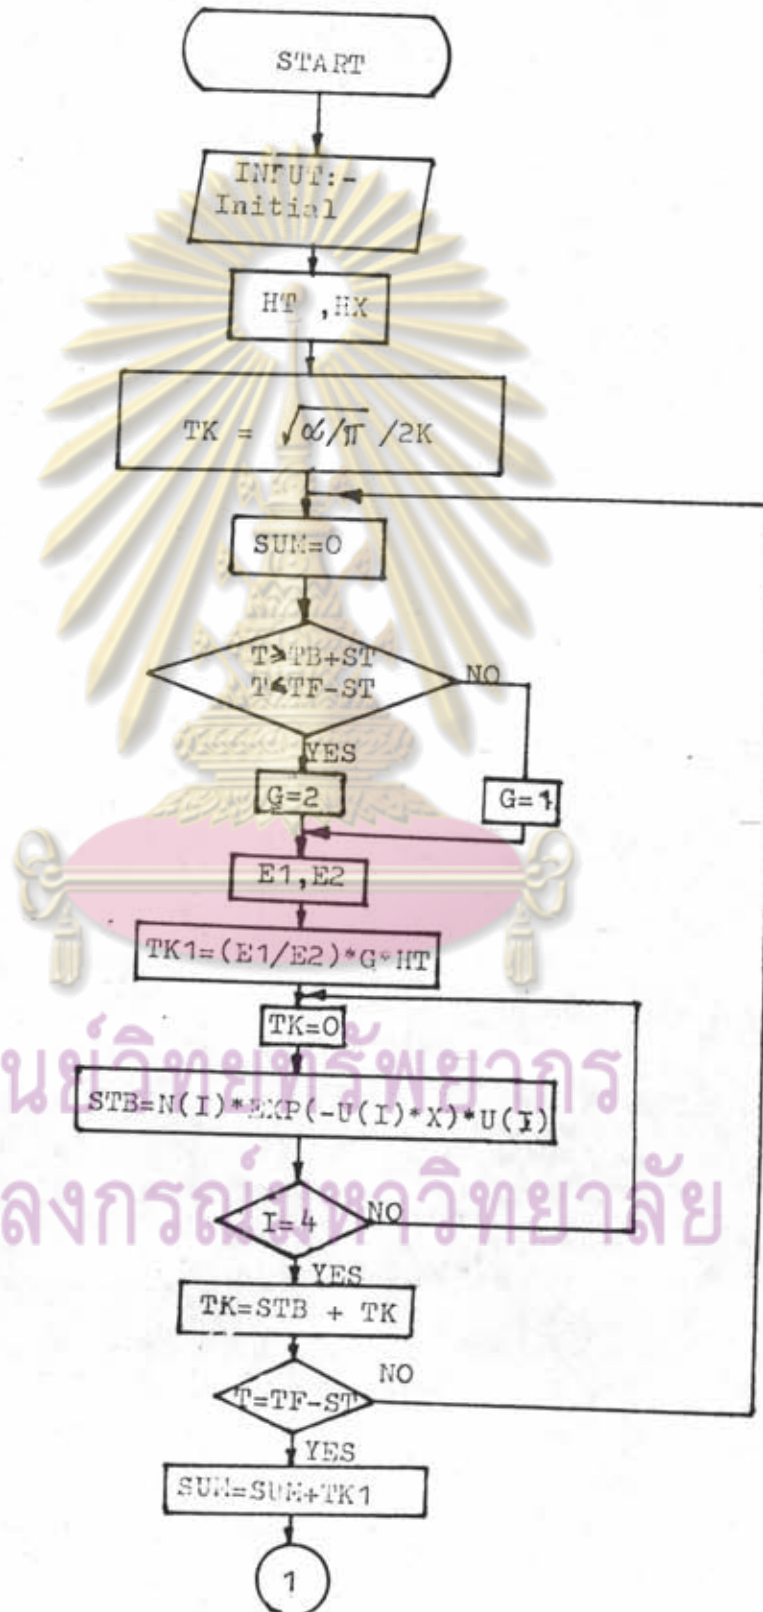 START
INPUT:-
Initial
HT ,HX
TK = √α/π /2K
SUM=0
T≥TB+ST
T≤TF-ST
NO
YES
G=2
G=1
E1,E2
TK1=(E1/E2)*G*HT
TK=0
STB=N(I)*EXP(-U(I)*X)*U(I)
I=4
NO
YES
TK=STB + TK
T=TF-ST
NO
YES
SUM=SUM+TK1
1
นย์วิทยทรัพยากร
ลงกรณ์มหาวิทยาลัย